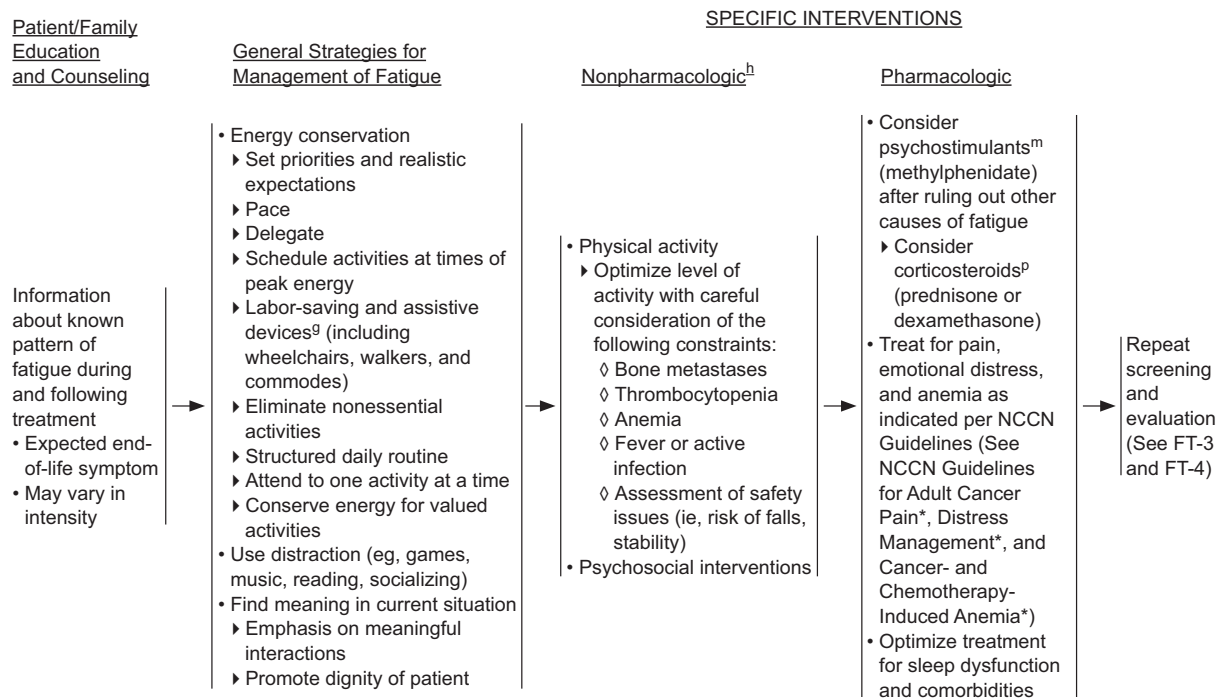 SPECIFIC INTERVENTIONS
Patient/Family
Education
and Counseling
General Strategies for
Management of Fatigue
Nonpharmacologicʰ
Pharmacologic
Information
about known
pattern of
fatigue during
and following
treatment
• Expected end-
of-life symptom
• May vary in
intensity
• Energy conservation
▸ Set priorities and realistic
expectations
▸ Pace
▸ Delegate
▸ Schedule activities at times of
peak energy
▸ Labor-saving and assistive
devicesᵍ (including
wheelchairs, walkers, and
commodes)
▸ Eliminate nonessential
activities
▸ Structured daily routine
▸ Attend to one activity at a time
▸ Conserve energy for valued
activities
• Use distraction (eg, games,
music, reading, socializing)
• Find meaning in current situation
▸ Emphasis on meaningful
interactions
▸ Promote dignity of patient
• Physical activity
▸ Optimize level of
activity with careful
consideration of the
following constraints:
◊ Bone metastases
◊ Thrombocytopenia
◊ Anemia
◊ Fever or active
infection
◊ Assessment of safety
issues (ie, risk of falls,
stability)
• Psychosocial interventions
• Consider
psychostimulantsᵐ
(methylphenidate)
after ruling out other
causes of fatigue
▸ Consider
corticosteroidsᵖ
(prednisone or
dexamethasone)
• Treat for pain,
emotional distress,
and anemia as
indicated per NCCN
Guidelines (See
NCCN Guidelines
for Adult Cancer
Pain*, Distress
Management*, and
Cancer- and
Chemotherapy-
Induced Anemia*)
• Optimize treatment
for sleep dysfunction
and comorbidities
Repeat
screening
and
evaluation
(See FT-3
and FT-4)